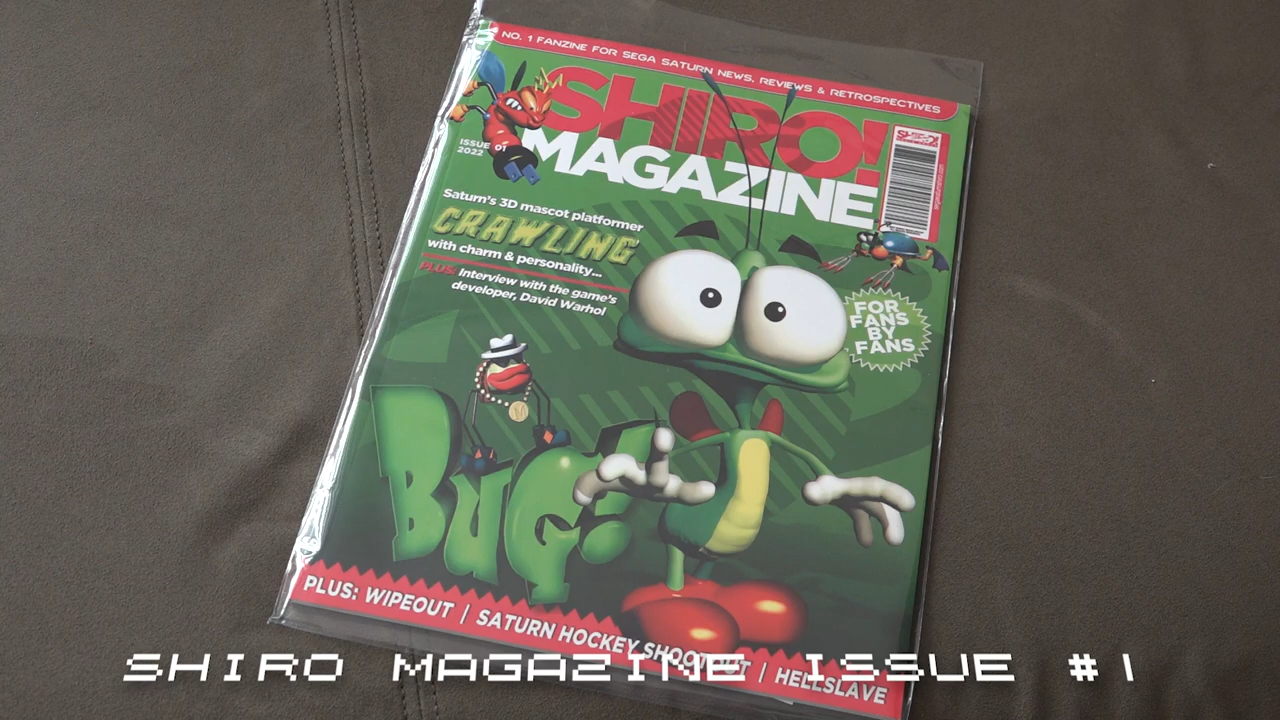 NO. 1 FANZINE FOR SEGA SATURN NEWS, REVIEWS & RETROSPECTIVES
SHIRO!
MAGAZINE
ISSUE 01
2022
Saturn's 3D mascot platformer
CRAWLING
with charm & personality...
PLUS: Interview with the game's
developer, David Warhol
FOR
FANS
BY
FANS
BUG!
PLUS: WIPEOUT | SATURN HOCKEY SHOOTOUT | HELLSLAVE
SHIRO MAGAZINE ISSUE #1